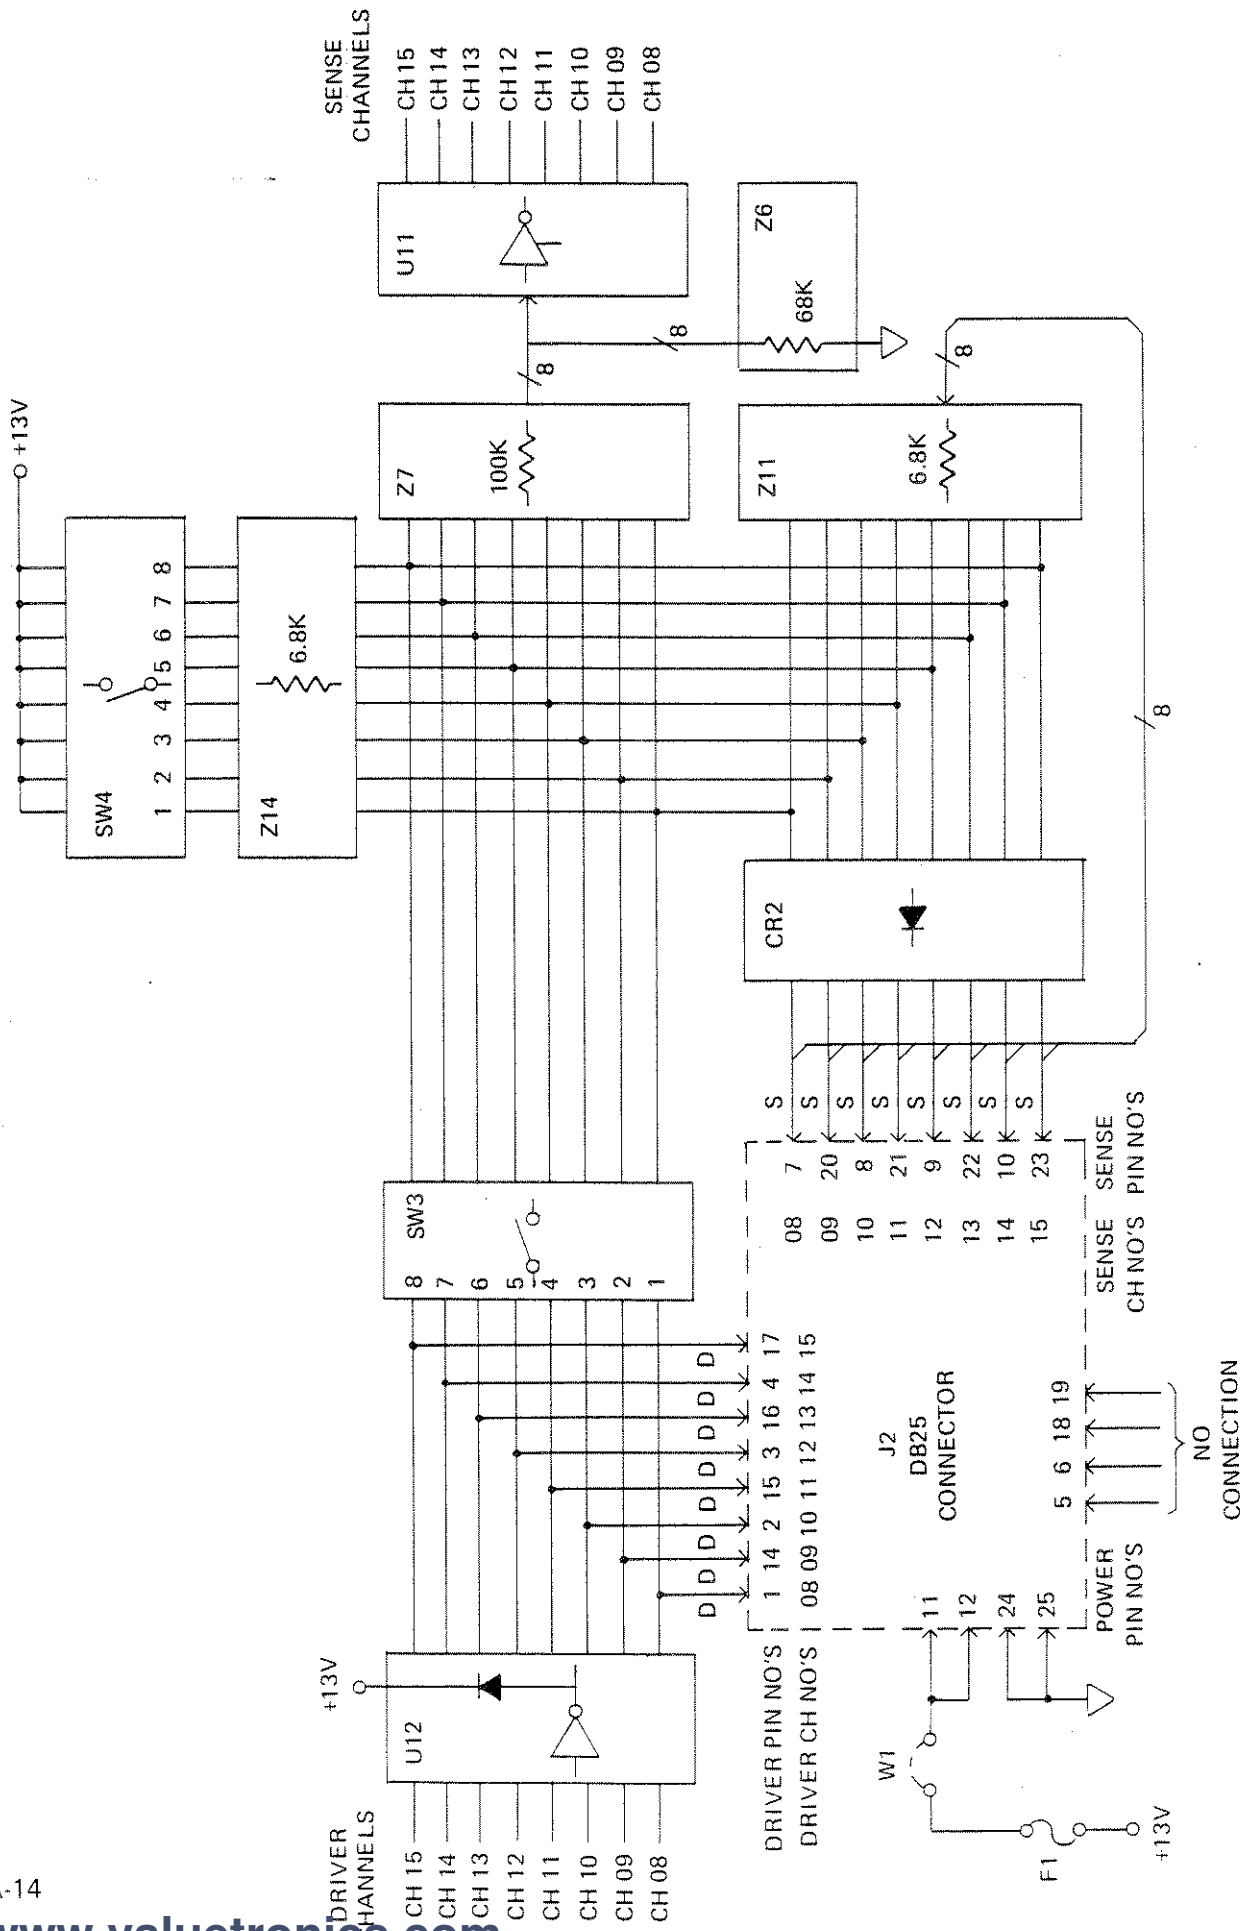 SENSE
CHANNELS
CH 15
CH 14
CH 13
CH 12
CH 11
CH 10
CH 09
CH 08
U11
Z6
68K
8
8
8
+13V
Z7
100K
Z11
6.8K
SW4
1 2 3 4 5 6 7 8
Z14
6.8K
8
CR2
SW3
8
7
6
5
4
3
2
1
S S S S S S S S
7 20 8 21 9 22 10 23
SENSE PIN NO'S
08 09 10 11 12 13 14 15
SENSE CH NO'S
D D D D D D D D
1 14 2 15 3 16 4 17
08 09 10 11 12 13 14 15
DRIVER PIN NO'S
DRIVER CH NO'S
J2
DB25
CONNECTOR
5 6 18 19
NO
CONNECTION
11
12
24
25
POWER
PIN NO'S
+13V
U12
W1
F1
+13V
DRIVER
HANNELS
CH 15
CH 14
CH 13
CH 12
CH 11
CH 10
CH 09
CH 08
-14